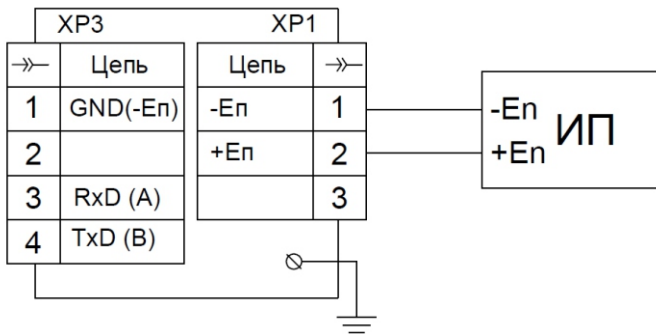 XP3 XP1
Цепь Цепь
1 GND(-Еп) -Еп 1 -En
2 +Еп 2 +En ИП
3 RxD (A) 3
4 TxD (B)